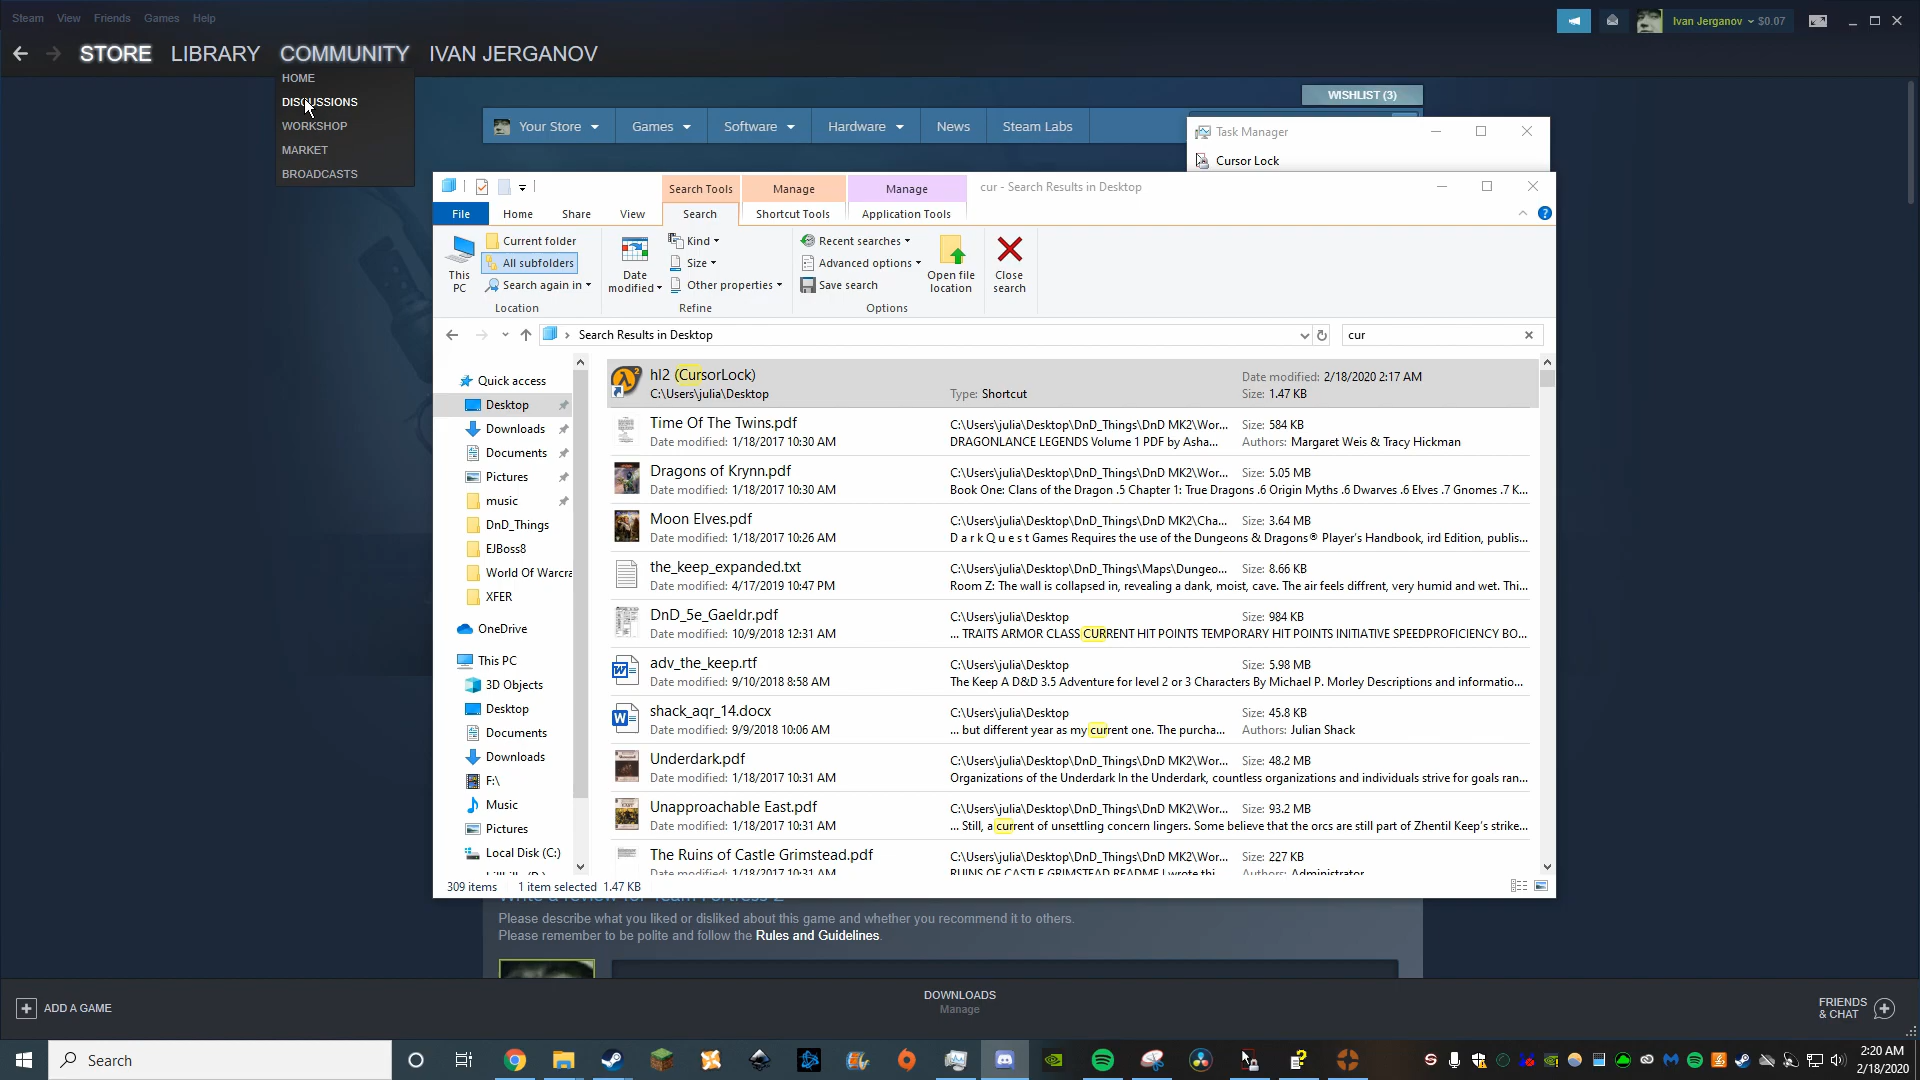 Steam View Friends Games Help
Ivan Jerganov $0.07
STORE LIBRARY COMMUNITY IVAN JERGANOV
HOME
DISCUSSIONS
WORKSHOP
MARKET
BROADCASTS
WISHLIST (3)
Your Store Games Software Hardware News Steam Labs
Task Manager
Cursor Lock
Search Tools Manage Manage cur - Search Results in Desktop
File Home Share View Search Shortcut Tools Application Tools
This PC
Current folder
All subfolders
Search again in
Location
Date modified
Kind
Size
Other properties
Refine
Recent searches
Advanced options
Save search
Open file location
Options
Close search
Search Results in Desktop
cur
Quick access
Desktop
Downloads
Documents
Pictures
music
DnD_Things
EJBoss8
World Of Warcra
XFER
OneDrive
This PC
3D Objects
Desktop
Documents
Downloads
F:\
Music
Pictures
Local Disk (C:)
hl2 (CursorLock) Date modified: 2/18/2020 2:17 AM
C:\Users\julia\Desktop Type: Shortcut Size: 1.47 KB
Time Of The Twins.pdf C:\Users\julia\Desktop\DnD_Things\DnD MK2\Wor... Size: 584 KB
Date modified: 1/18/2017 10:30 AM DRAGONLANCE LEGENDS Volume 1 PDF by Asha... Authors: Margaret Weis & Tracy Hickman
Dragons of Krynn.pdf C:\Users\julia\Desktop\DnD_Things\DnD MK2\Wor... Size: 5.05 MB
Date modified: 1/18/2017 10:30 AM Book One: Clans of the Dragon .5 Chapter 1: True Dragons .6 Origin Myths .6 Dwarves .6 Elves .7 Gnomes .7 K...
Moon Elves.pdf C:\Users\julia\Desktop\DnD_Things\DnD MK2\Cha... Size: 3.64 MB
Date modified: 1/18/2017 10:26 AM D a r k Q u e s t Games Requires the use of the Dungeons & Dragons® Player's Handbook, ird Edition, publis...
the_keep_expanded.txt C:\Users\julia\Desktop\DnD_Things\Maps\Dungeo... Size: 8.66 KB
Date modified: 4/17/2019 10:47 PM Room Z: The wall is collapsed in, revealing a dank, moist, cave. The air feels diffrent, very humid and wet. Thi...
DnD_5e_Gaeldr.pdf C:\Users\julia\Desktop Size: 984 KB
Date modified: 10/9/2018 12:31 AM ... TRAITS ARMOR CLASS CURRENT HIT POINTS TEMPORARY HIT POINTS INITIATIVE SPEEDPROFICIENCY BO...
adv_the_keep.rtf C:\Users\julia\Desktop Size: 5.98 MB
Date modified: 9/10/2018 8:58 AM The Keep A D&D 3.5 Adventure for level 2 or 3 Characters By Michael P. Morley Descriptions and informatio...
shack_aqr_14.docx C:\Users\julia\Desktop Size: 45.8 KB
Date modified: 9/9/2018 10:06 AM ... but different year as my current one. The purcha... Authors: Julian Shack
Underdark.pdf C:\Users\julia\Desktop\DnD_Things\DnD MK2\Wor... Size: 48.2 MB
Date modified: 1/18/2017 10:31 AM Organizations of the Underdark In the Underdark, countless organizations and individuals strive for goals ran...
Unapproachable East.pdf C:\Users\julia\Desktop\DnD_Things\DnD MK2\Wor... Size: 93.2 MB
Date modified: 1/18/2017 10:31 AM ... Still, a current of unsettling concern lingers. Some believe that the orcs are still part of Zhentil Keep's strike...
The Ruins of Castle Grimstead.pdf C:\Users\julia\Desktop\DnD_Things\DnD MK2\Wor... Size: 227 KB
Date modified: 1/18/2017 10:31 AM RUINS OF CASTLE GRIMSTEAD README I wrote thi... Authors: Administrator
309 items 1 item selected 1.47 KB
Write a review for Team Fortress 2
Please describe what you liked or disliked about this game and whether you recommend it to others.
Please remember to be polite and follow the Rules and Guidelines.
ADD A GAME
DOWNLOADS
Manage
FRIENDS & CHAT
Search
2:20 AM
2/18/2020